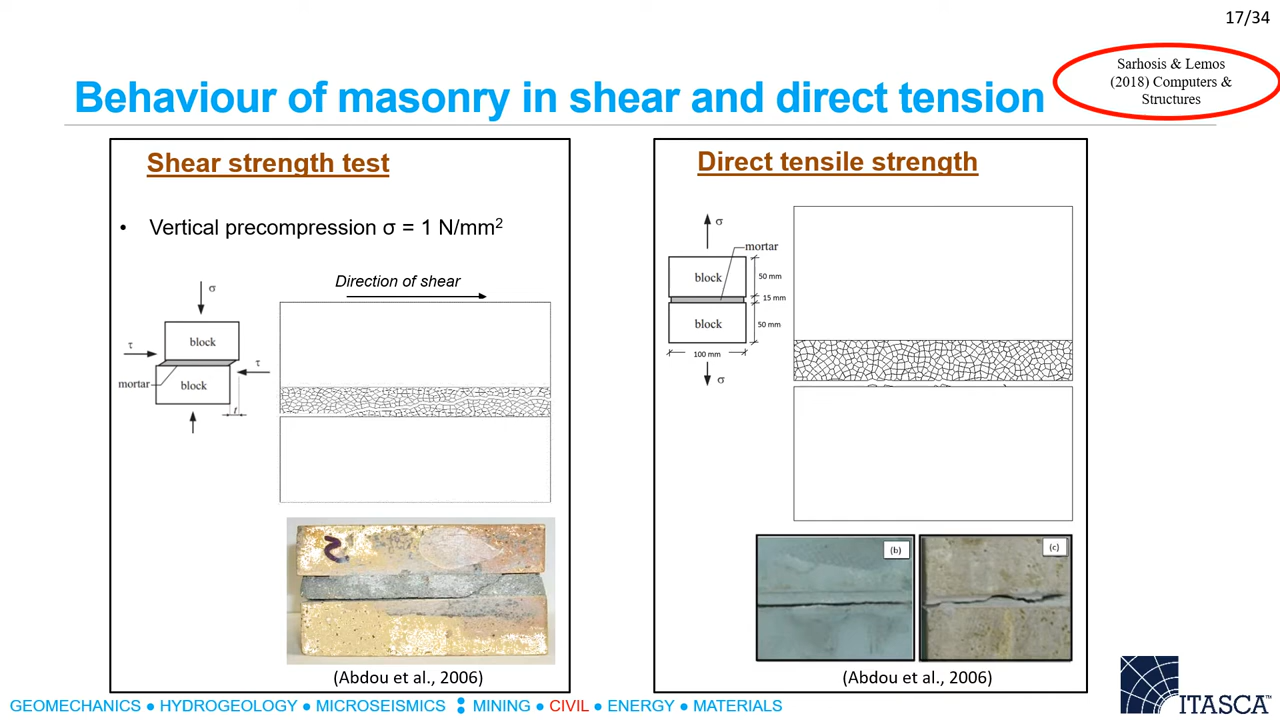 17/34
Sarhosis & Lemos
(2018) Computers &
Structures
Behaviour of masonry in shear and direct tension
Shear strength test
• Vertical precompression σ = 1 N/mm²
Direction of shear
σ
block
τ
τ
mortar
block
(Abdou et al., 2006)
Direct tensile strength
σ
mortar
block
50 mm
15 mm
block
50 mm
100 mm
σ
(b)
(c)
(Abdou et al., 2006)
GEOMECHANICS ● HYDROGEOLOGY ● MICROSEISMICS MINING ● CIVIL ● ENERGY ● MATERIALS
ITASCA™